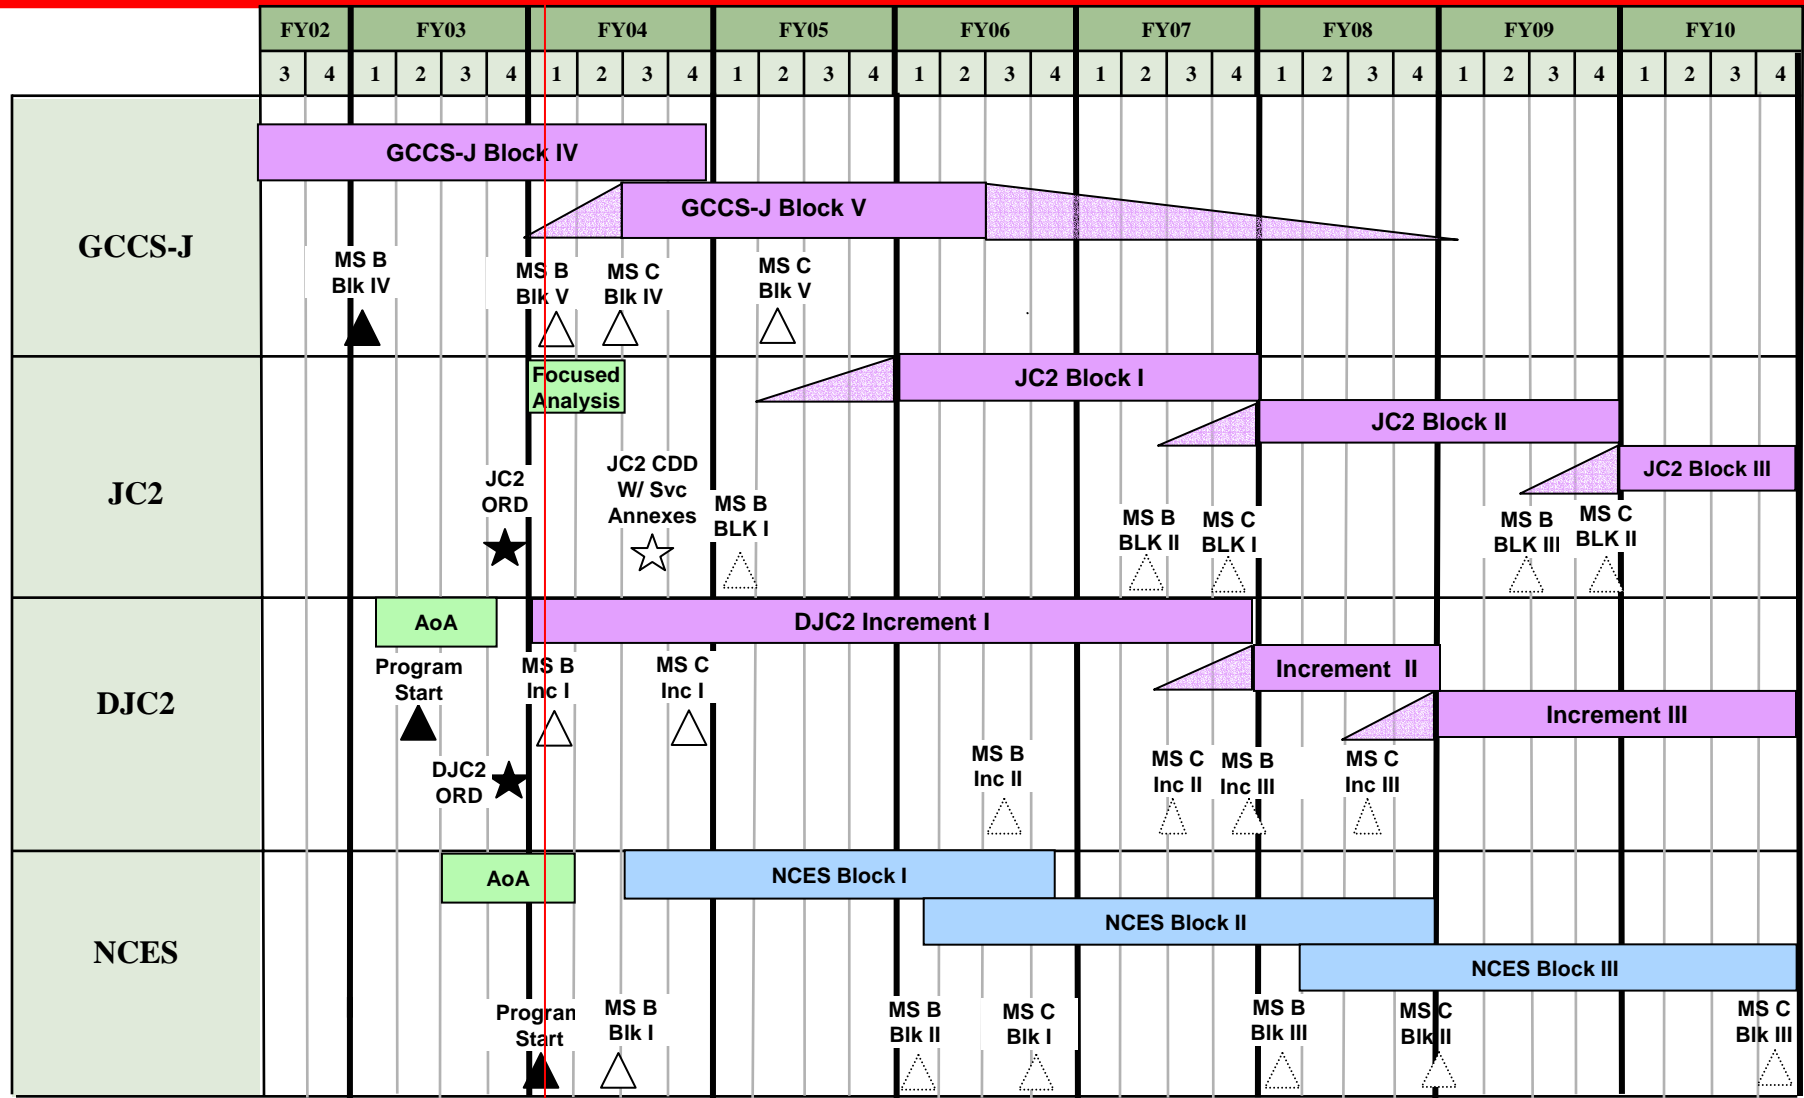 FY02 FY03 FY04 FY05 FY06 FY07 FY08 FY09 FY10
3 4 1 2 3 4 1 2 3 4 1 2 3 4 1 2 3 4 1 2 3 4 1 2 3 4 1 2 3 4 1 2 3 4
GCCS-J
GCCS-J Block IV
GCCS-J Block V
MS B
Blk IV
MS B
Blk V
MS C
Blk IV
MS C
Blk V
JC2
Focused
Analysis
JC2 Block I
JC2 Block II
JC2 Block III
JC2
ORD
JC2 CDD
W/ Svc
Annexes
MS B
BLK I
MS B
BLK II
MS C
BLK I
MS B
BLK III
MS C
BLK II
DJC2
AoA
DJC2 Increment I
Increment II
Increment III
Program
Start
DJC2
ORD
MS B
Inc I
MS C
Inc I
MS B
Inc II
MS C
Inc II
MS B
Inc III
MS C
Inc III
NCES
AoA
NCES Block I
NCES Block II
NCES Block III
Program
Start
MS B
Blk I
MS B
Blk II
MS C
Blk I
MS B
Blk III
MS C
Blk II
MS C
Blk III